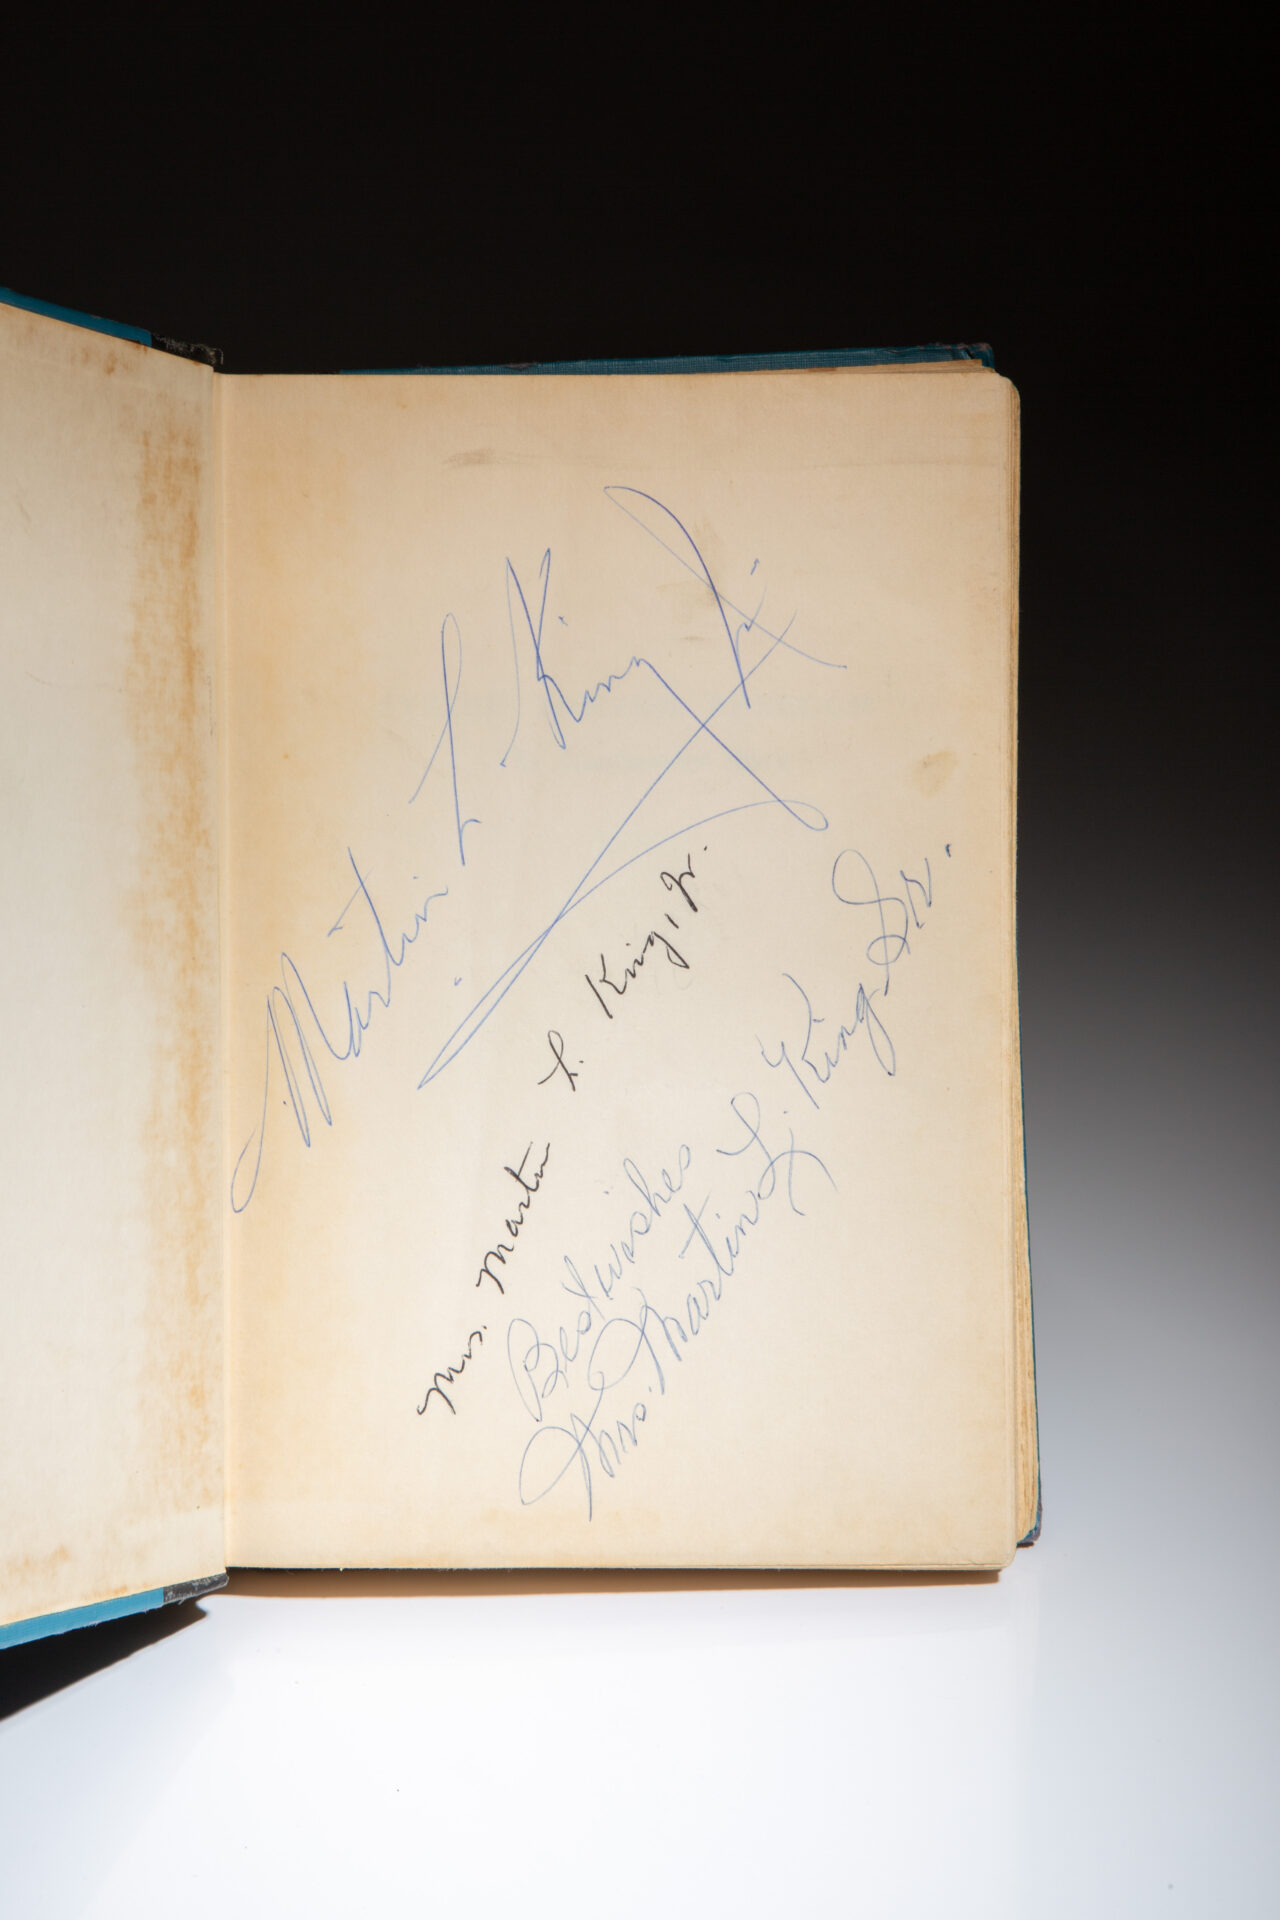 Martin L. King Jr.
Mrs. Martin L. King, Jr.
Best wishes
Mrs. Martin L. King, Sr.